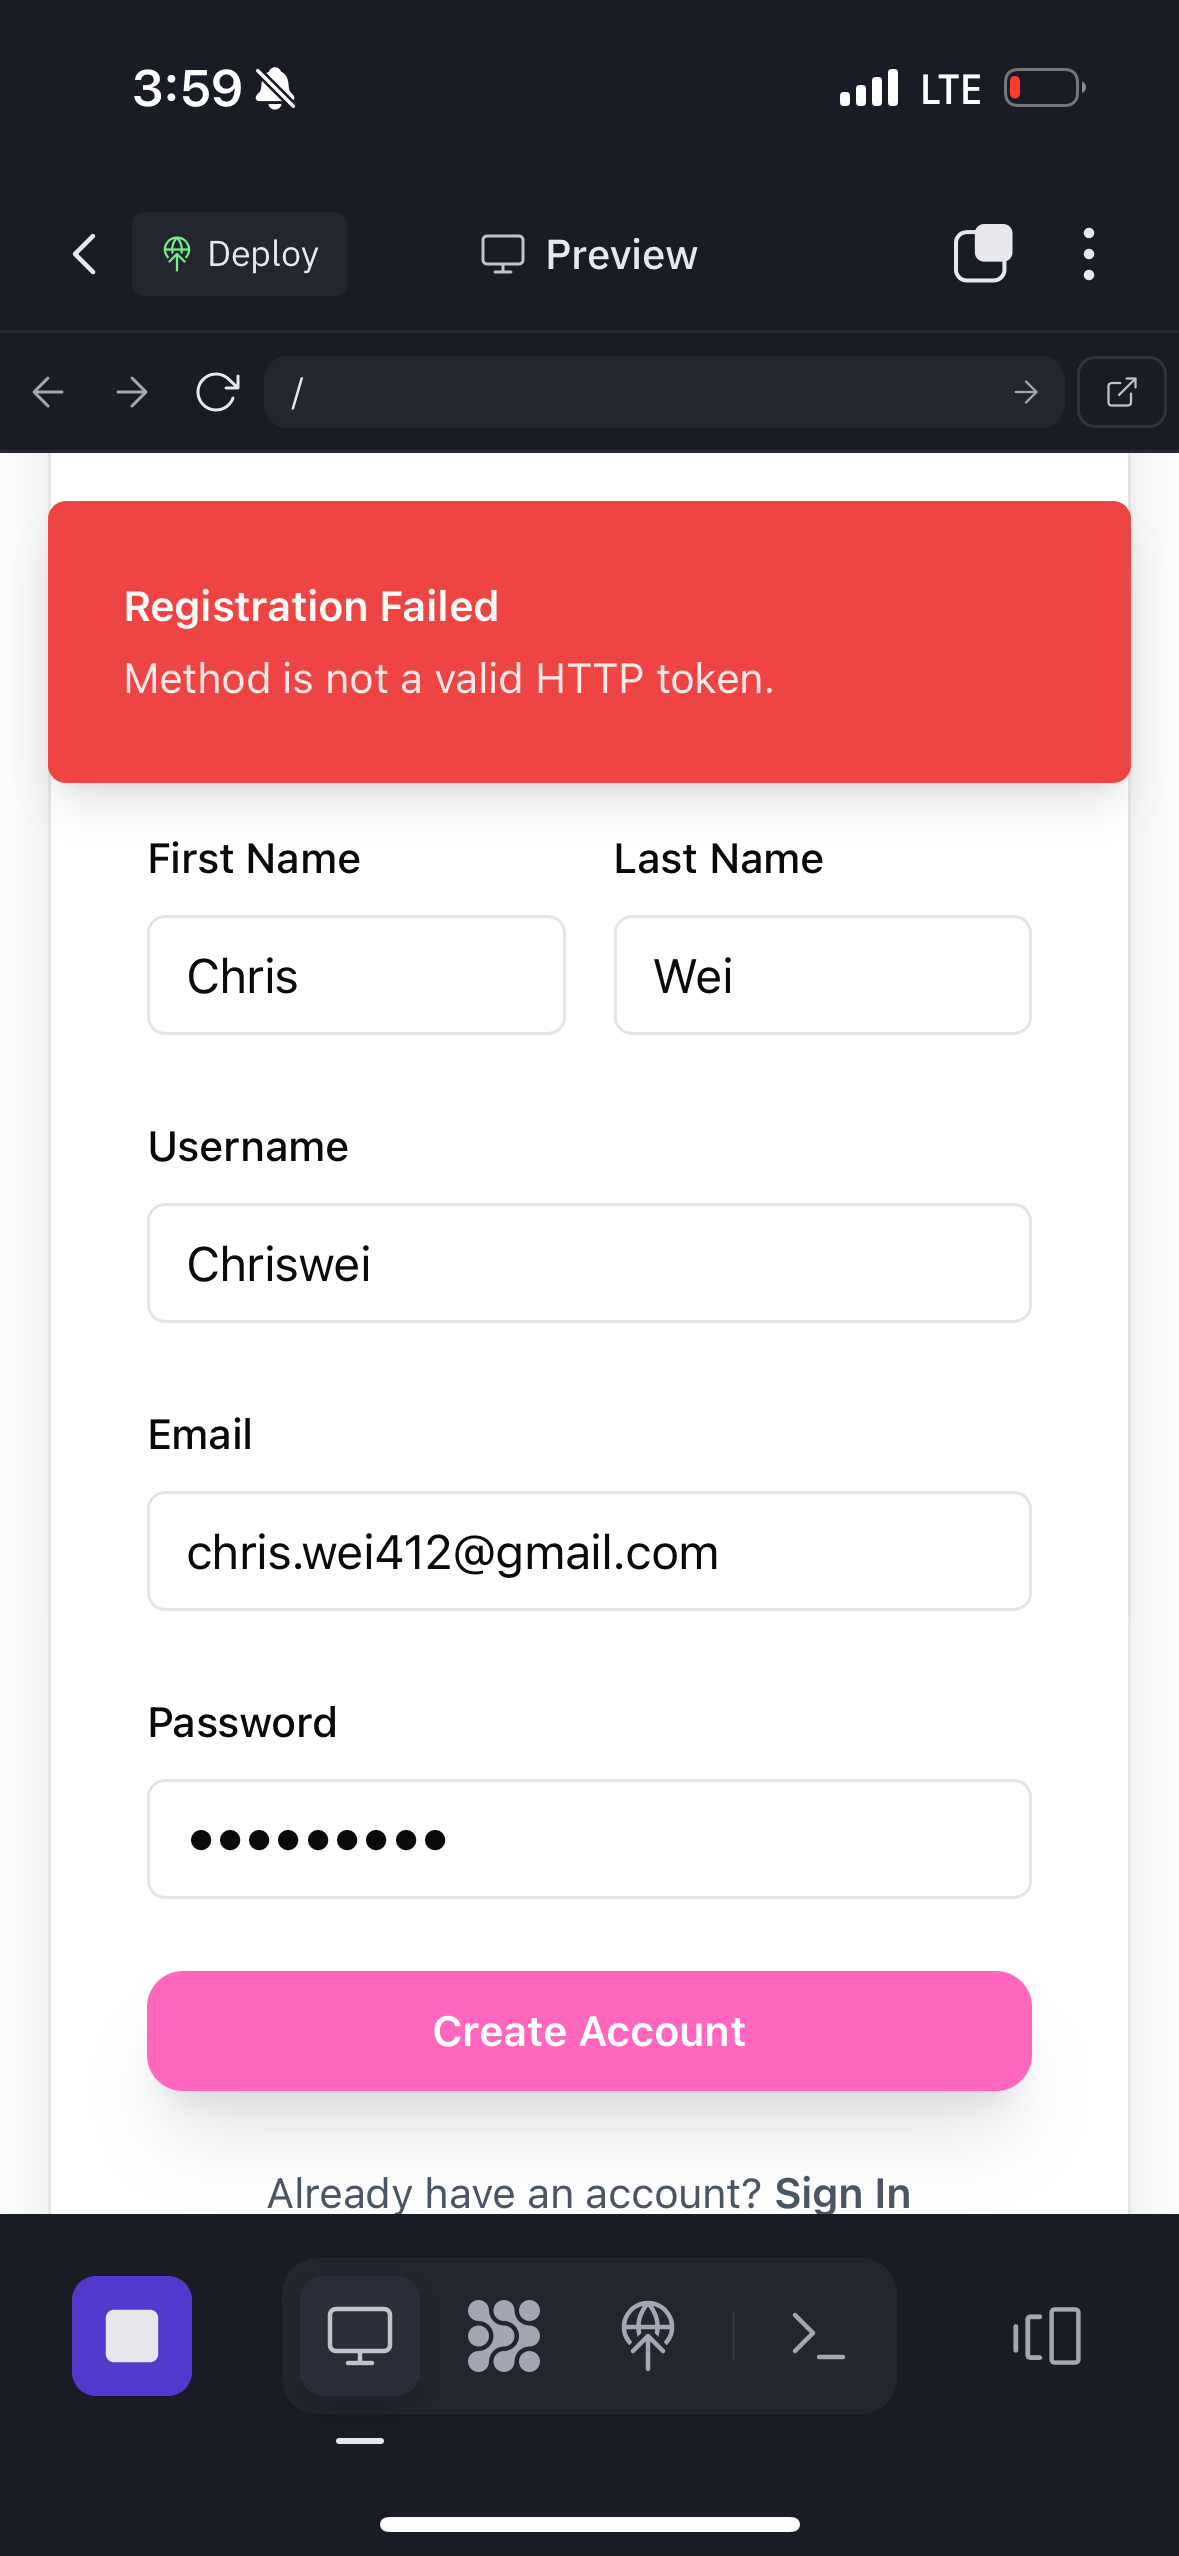 3:59 LTE
Deploy Preview
/
Registration Failed
Method is not a valid HTTP token.
First Name Last Name
Chris Wei
Username
Chriswei
Email
chris.wei412@gmail.com
Password
Create Account
Already have an account? Sign In